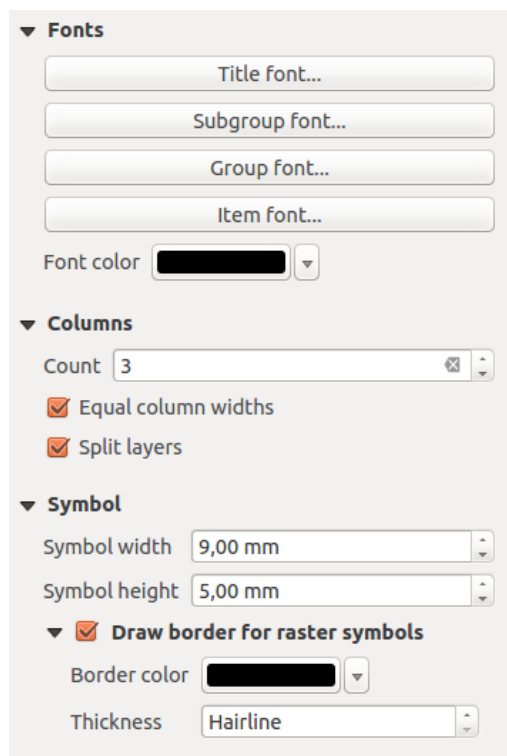 Fonts
Title font...
Subgroup font...
Group font...
Item font...
Font color
Columns
Count 3
Equal column widths
Split layers
Symbol
Symbol width 9,00 mm
Symbol height 5,00 mm
Draw border for raster symbols
Border color
Thickness Hairline